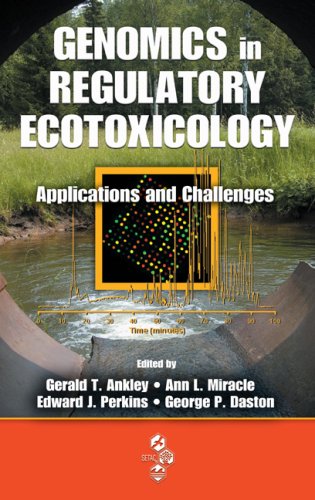 GENOMICS in
REGULATORY
ECOTOXICOLOGY
Applications and Challenges
Time (minutes)
Edited by
Gerald T. Ankley • Ann L. Miracle
Edward J. Perkins • George P. Daston
SETAC